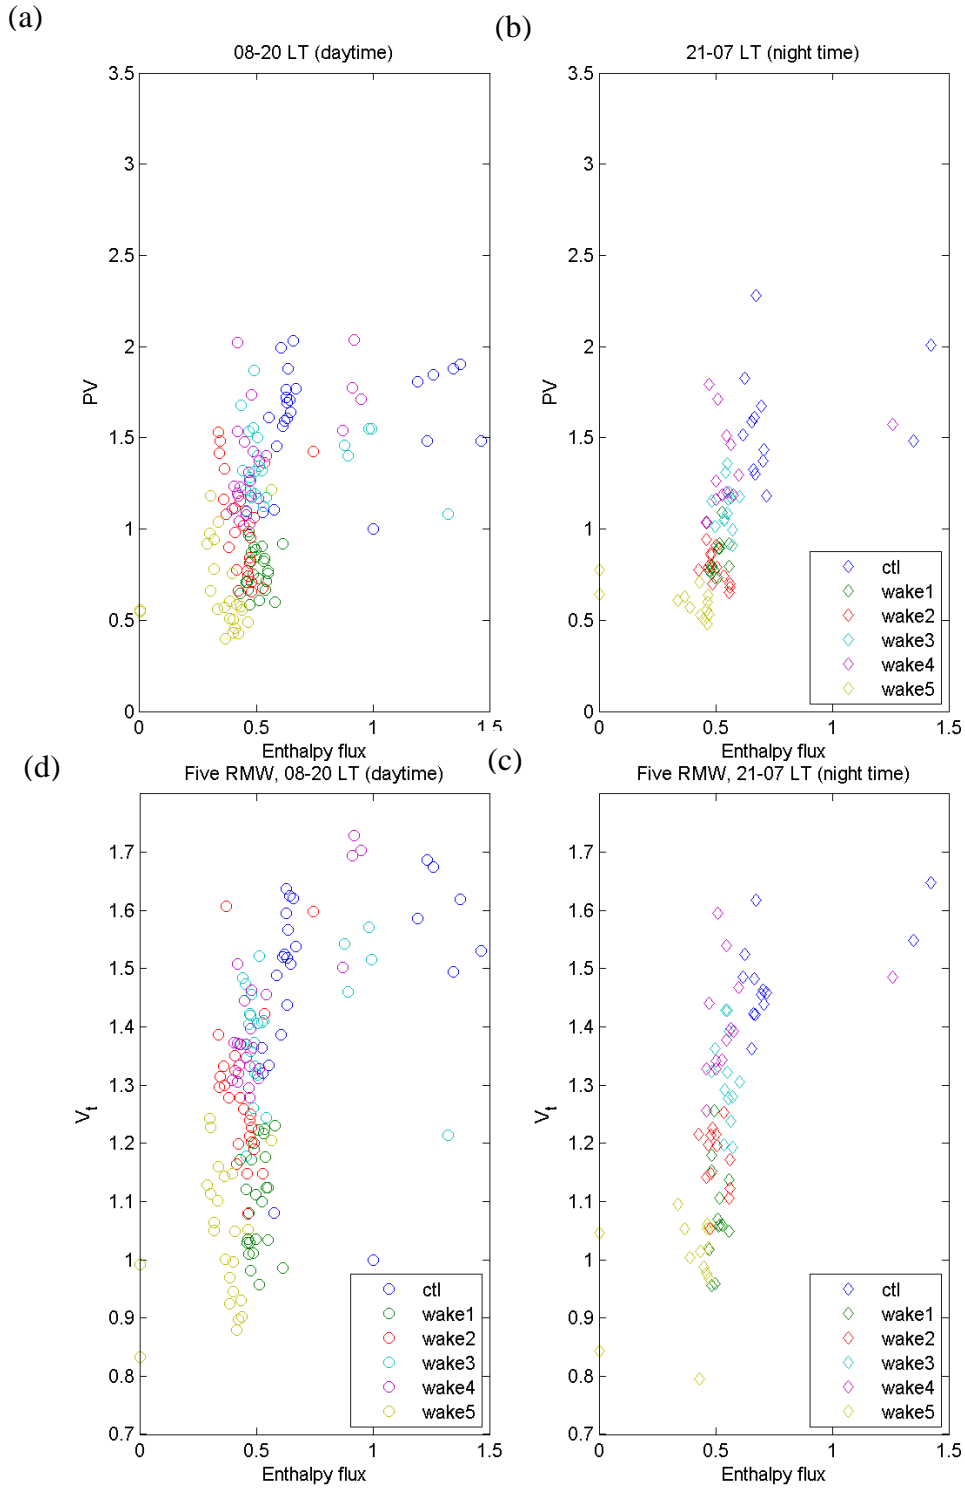 (a)
(b)
08-20 LT (daytime)
21-07 LT (night time)
3.5
3
2.5
2
1.5
1
0.5
0
PV
0
0.5
1
1.5
Enthalpy flux
3.5
3
2.5
2
1.5
1
0.5
0
PV
0
0.5
1
1.5
Enthalpy flux
ctl
wake1
wake2
wake3
wake4
wake5
(d)
(c)
Five RMW, 08-20 LT (daytime)
Five RMW, 21-07 LT (night time)
1.7
1.6
1.5
1.4
1.3
1.2
1.1
1
0.9
0.8
0.7
Vt
0
0.5
1
1.5
Enthalpy flux
ctl
wake1
wake2
wake3
wake4
wake5
1.7
1.6
1.5
1.4
1.3
1.2
1.1
1
0.9
0.8
0.7
Vt
0
0.5
1
1.5
Enthalpy flux
ctl
wake1
wake2
wake3
wake4
wake5